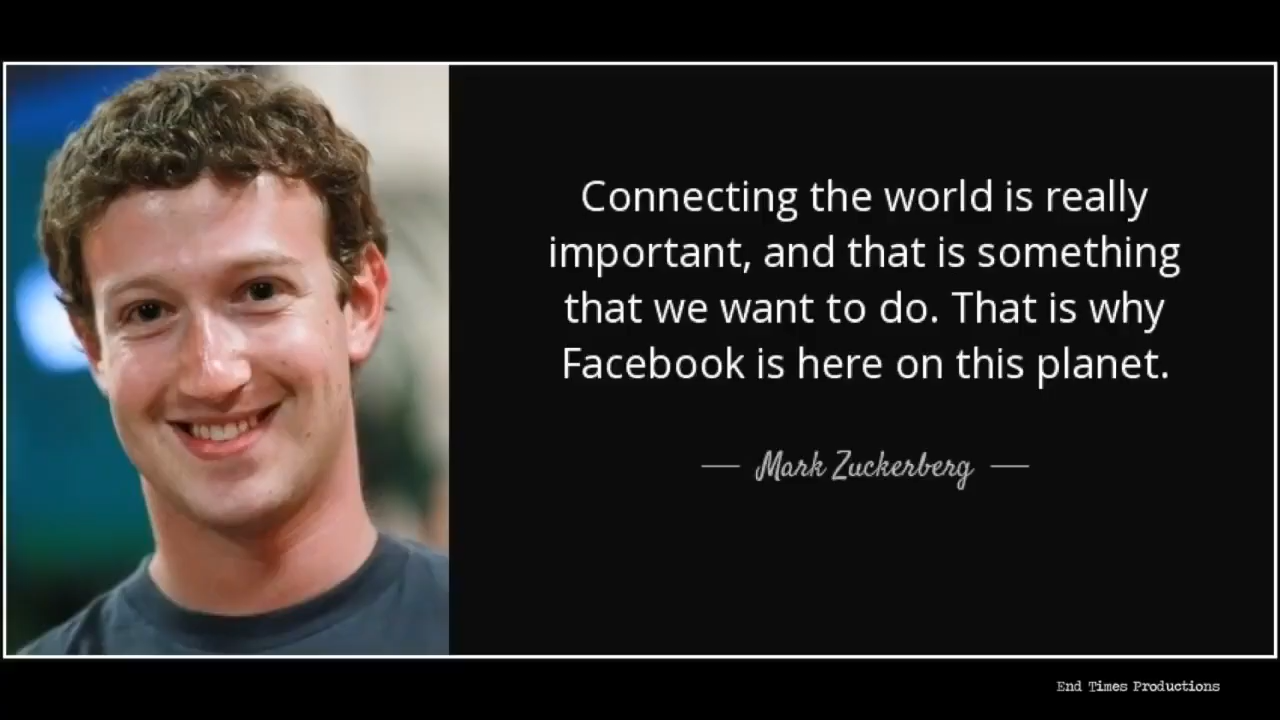 Connecting the world is really
important, and that is something
that we want to do. That is why
Facebook is here on this planet.
— Mark Zuckerberg —
End Times Productions